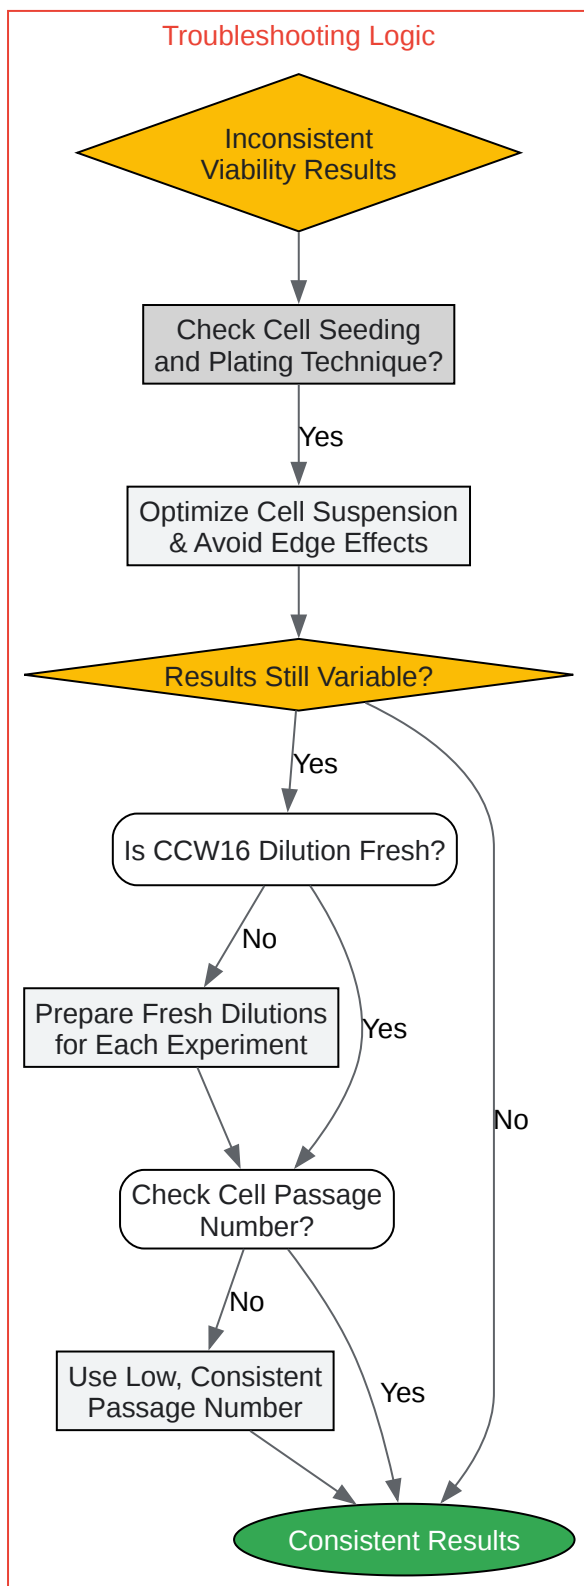 Troubleshooting Logic
Inconsistent
Viability Results
Check Cell Seeding
and Plating Technique?
Yes
Optimize Cell Suspension
& Avoid Edge Effects
Results Still Variable?
Yes
Is CCW16 Dilution Fresh?
No
Prepare Fresh Dilutions
for Each Experiment
Yes
No
Check Cell Passage
Number?
No
Use Low, Consistent
Passage Number
Yes
Consistent Results